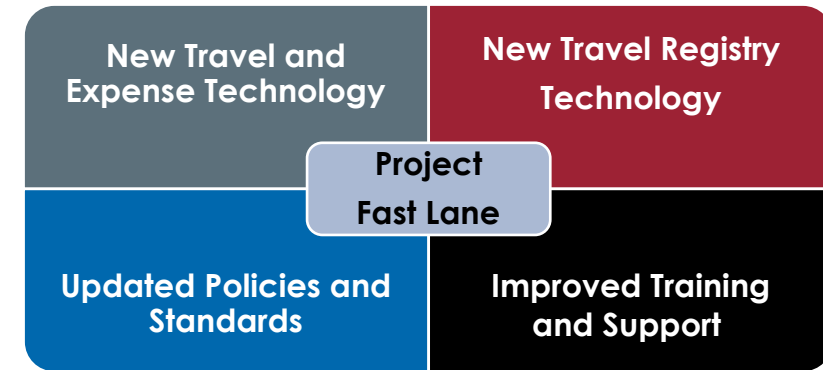 New Travel and
Expense Technology
New Travel Registry
Technology
Project
Fast Lane
Updated Policies and
Standards
Improved Training
and Support